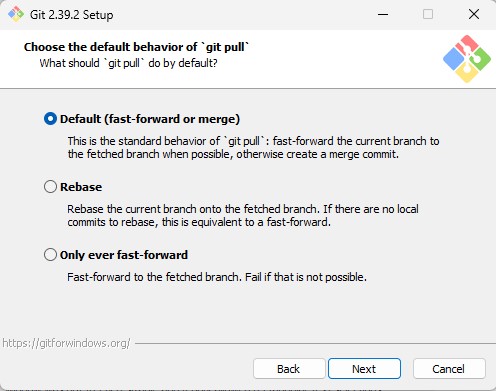 Git 2.39.2 Setup
Choose the default behavior of `git pull`
What should `git pull` do by default?
Default (fast-forward or merge)
This is the standard behavior of `git pull`: fast-forward the current branch to
the fetched branch when possible, otherwise create a merge commit.
Rebase
Rebase the current branch onto the fetched branch. If there are no local
commits to rebase, this is equivalent to a fast-forward.
Only ever fast-forward
Fast-forward to the fetched branch. Fail if that is not possible.
https://gitforwindows.org/
Back Next Cancel